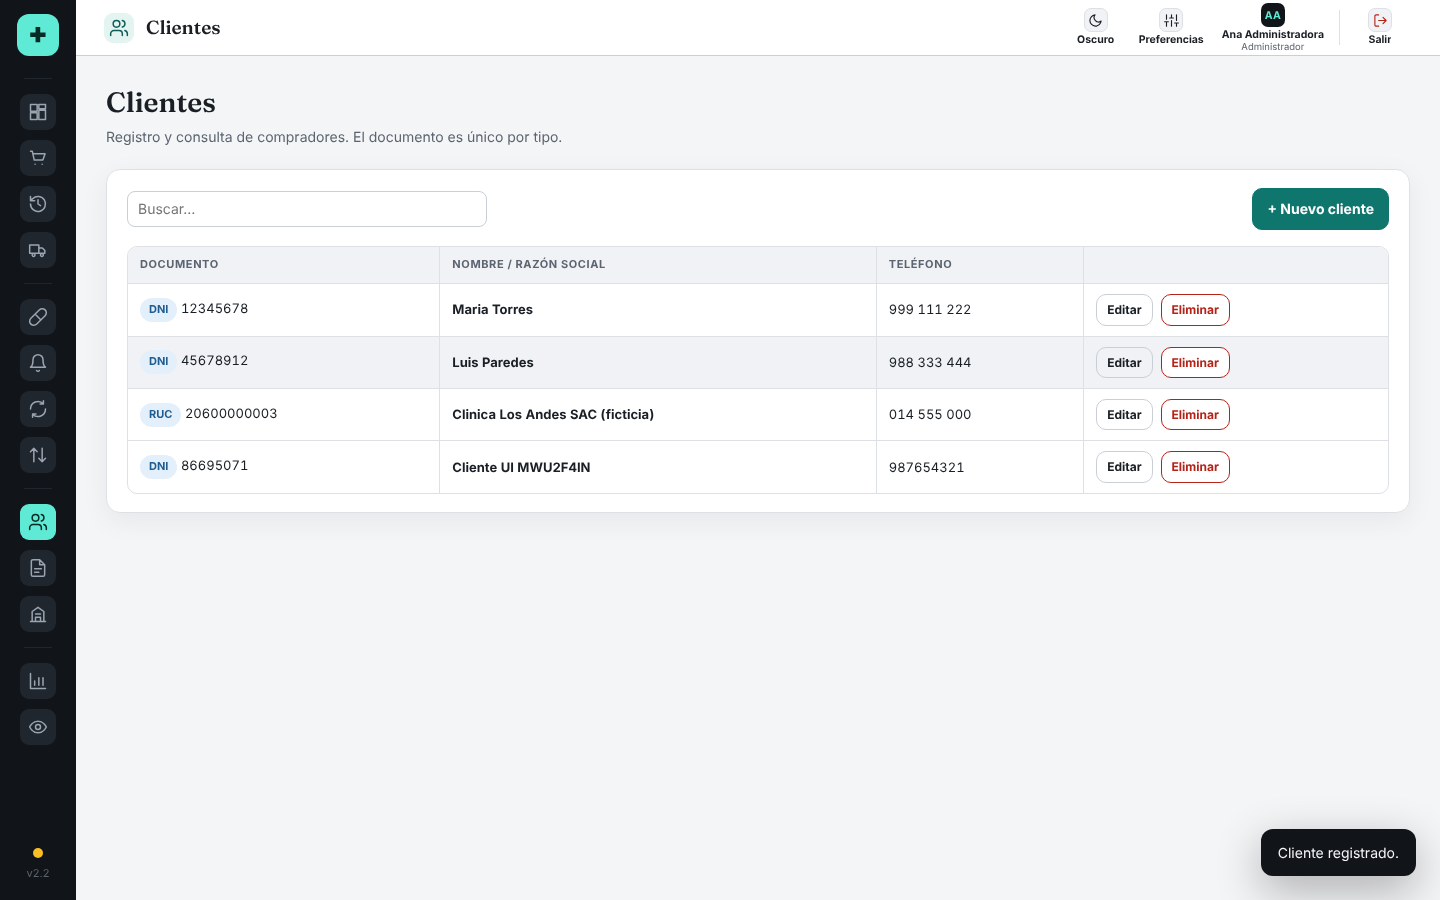 Clientes
Oscuro
Preferencias
AA
Ana Administradora
Administrador
Salir
Clientes
Registro y consulta de compradores. El documento es único por tipo.
Buscar...
+ Nuevo cliente
DOCUMENTO NOMBRE / RAZÓN SOCIAL TELÉFONO
DNI 12345678 Maria Torres 999 111 222 Editar Eliminar
DNI 45678912 Luis Paredes 988 333 444 Editar Eliminar
RUC 20600000003 Clinica Los Andes SAC (ficticia) 014 555 000 Editar Eliminar
DNI 86695071 Cliente UI MWU2F4IN 987654321 Editar Eliminar
Cliente registrado.
v2.2